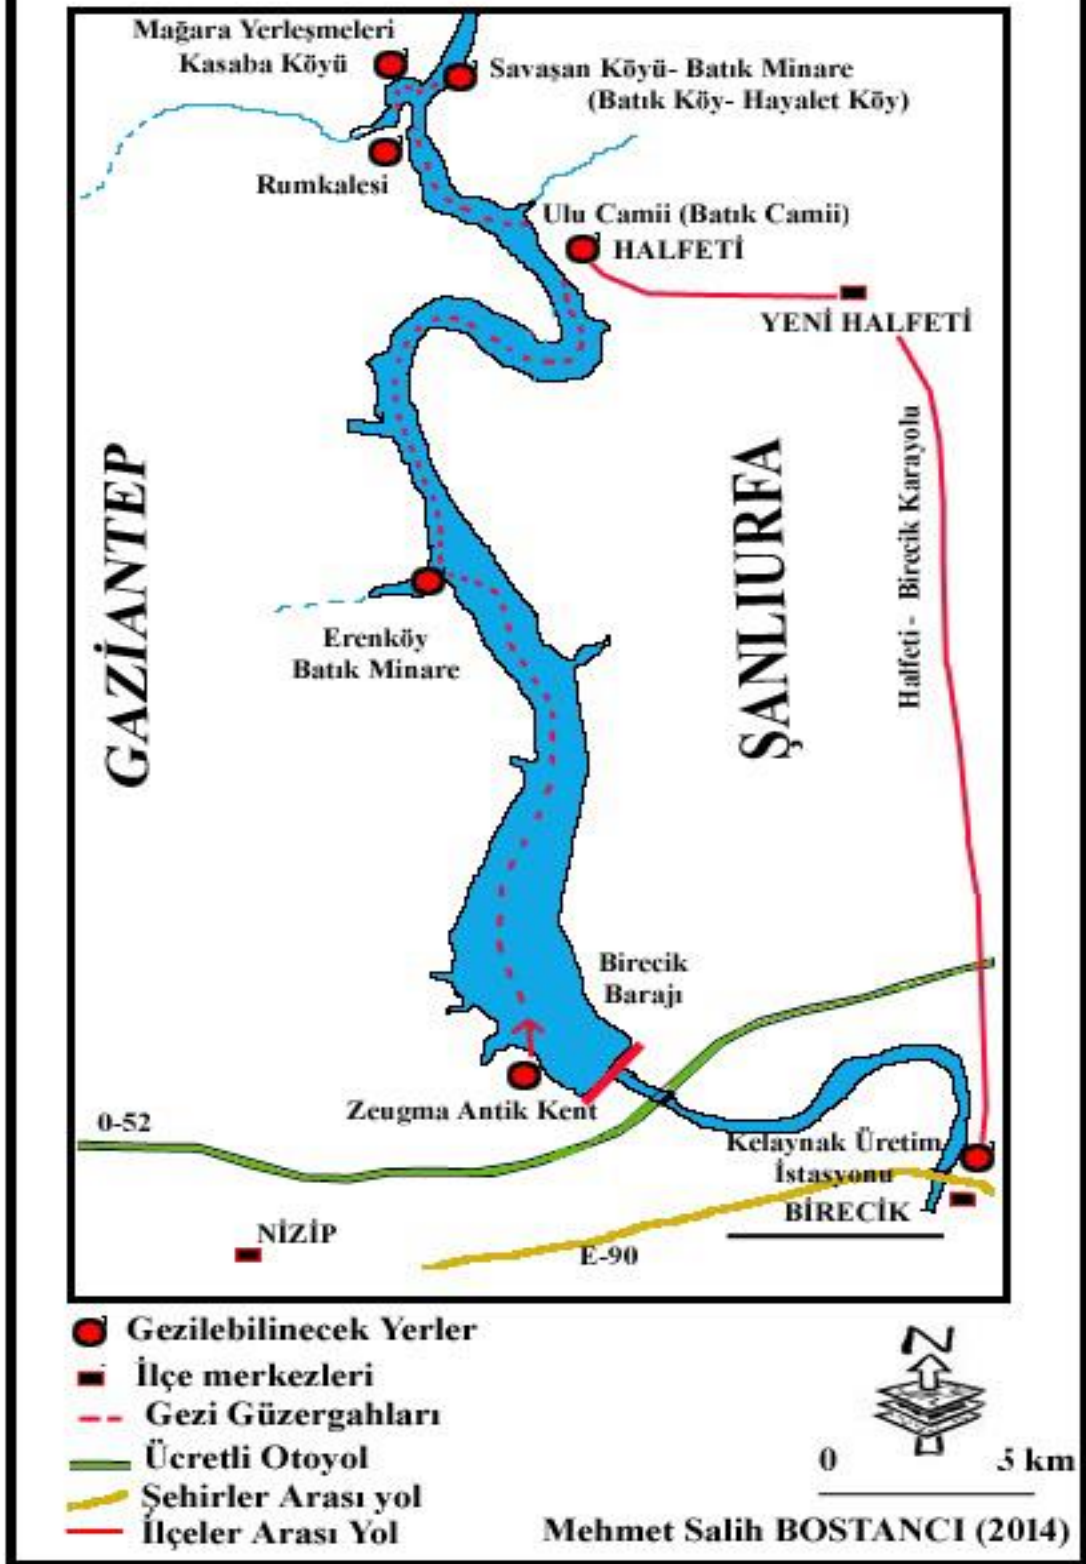 Mağara Yerleşmeleri
Kasaba Köyü
Savaşan Köyü- Batık Minare
(Batık Köy- Hayalet Köy)
Rumkalesi
Ulu Camii (Batık Camii)
HALFETİ
YENİ HALFETİ
Halfeti - Birecik Karayolu
GAZİANTEP
ŞANLIURFA
Erenköy
Batık Minare
Birecik
Barajı
Zeugma Antik Kent
0-52
Kelaynak Üretim
İstasyonu
BİRECİK
NİZİP
E-90
Gezilebilinecek Yerler
İlçe merkezleri
Gezi Güzergahları
Ücretli Otoyol
Şehirler Arası yol
İlçeler Arası Yol
N
0 5 km
Mehmet Salih BOSTANCI (2014)